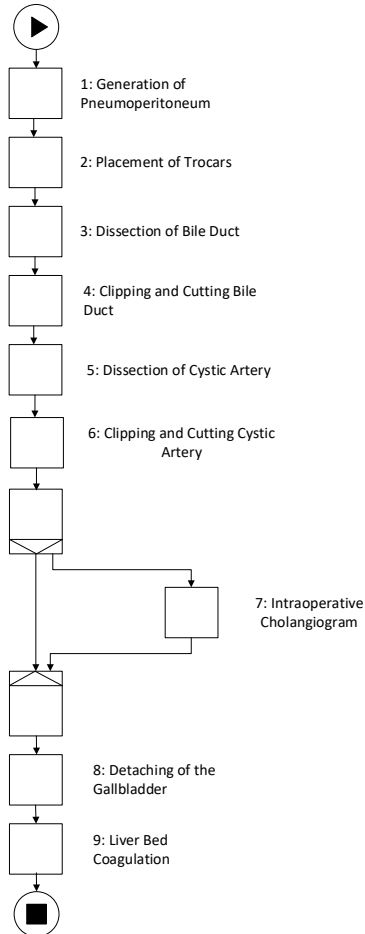 1: Generation of
Pneumoperitoneum
2: Placement of Trocars
3: Dissection of Bile Duct
4: Clipping and Cutting Bile
Duct
5: Dissection of Cystic Artery
6: Clipping and Cutting Cystic
Artery
7: Intraoperative
Cholangiogram
8: Detaching of the
Gallbladder
9: Liver Bed
Coagulation